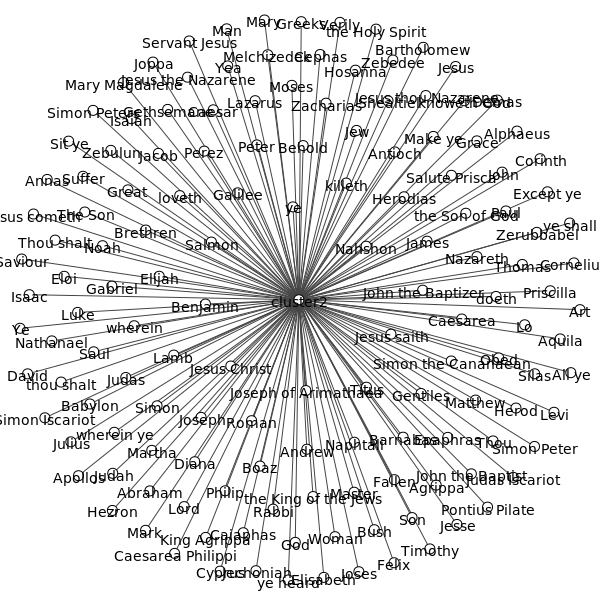 Mary
Greeks
Verily
Man
the Holy Spirit
Servant Jesus
Bartholomew
Melchizedek
Cephas
Joppa
Yea
Zebedee
Jesus
Hosanna
Jesus the Nazarene
Mary Magdalene
Moses
Jesus thou Nazarene
Lazarus
Zacharias
Demas
Simon Peter
Gethsemane
Caesar
Isaiah
Jew
Make ye
Alphaeus
Sit ye
Peter
Behold
Grace
Zebulun
Jacob
Perez
Antioch
Corinth
Annas
Suffer
Salute Prisca
John
Great
loveth
Galilee
killeth
Herodias
Except ye
ye
sus cometh
The Son
the Son of God
Paul
ye shall
Brethren
Zerubbabel
Thou shalt
Noah
Salmon
Nahshon
James
Saviour
Nazareth
Thomas
Corneliu
Eloi
Gabriel
Elijah
Isaac
John the Baptizer
doeth
Priscilla
cluster2
Benjamin
Luke
Art
Ye
wherein
Caesarea
Lo
Nathanael
Jesus saith
Aquila
Saul
Lamb
Simon the Canandean
Obed
David
thou shalt
Judas
Jesus Christ
Silas
All ye
Joseph of Arimathaea
Titus
Babylon
Simon
Gentiles
Matthew
Simon Iscariot
Joseph
Roman
Herod
Levi
Julius
wherein ye
Barnabas
Epaphras
Thou
Martha
Andrew
Naphtali
Simon Peter
Diana
Boaz
Apollos
Judah
Fallen
John the Baptist
Judas Iscariot
Abraham
Philip
the King of the Jews
Master
Agrippa
Hezron
Lord
Rabbi
Pontius Pilate
Son
Jesse
Mark
King Agrippa
Caiaphas
God
Woman
Bush
Caesarea Philippi
Timothy
Felix
Cyprus
Jechoniah
ye heard
Elisabeth
Joses